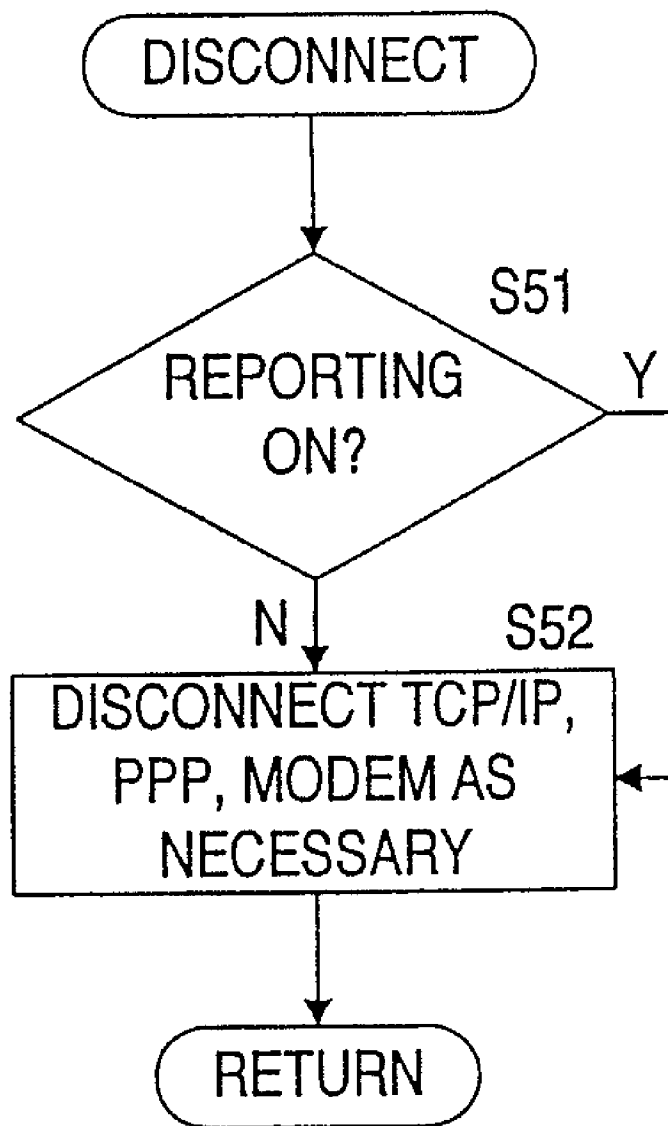 DISCONNECT
S51
REPORTING
ON?
Y
N
S52
DISCONNECT TCP/IP,
PPP, MODEM AS
NECESSARY
RETURN